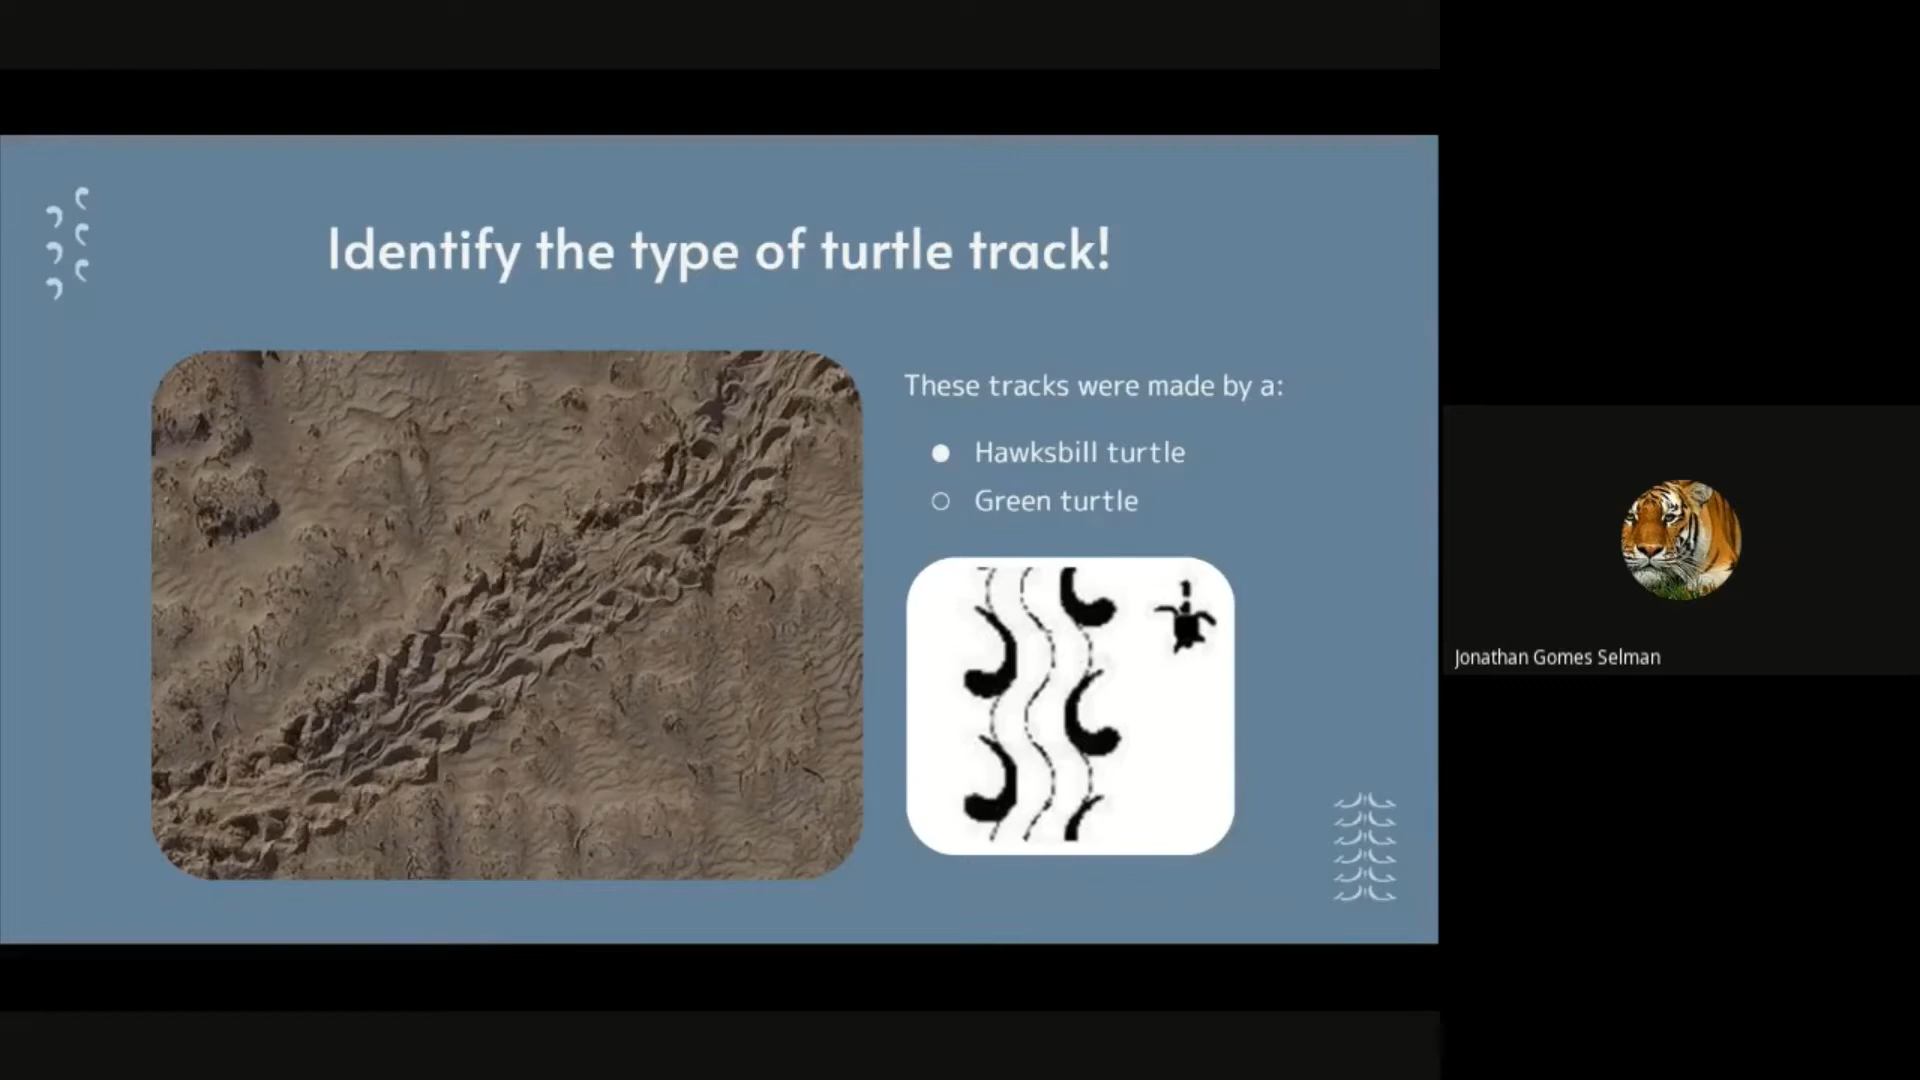 Identify the type of turtle track!
These tracks were made by a:
Hawksbill turtle
Green turtle
Jonathan Gomes Selman